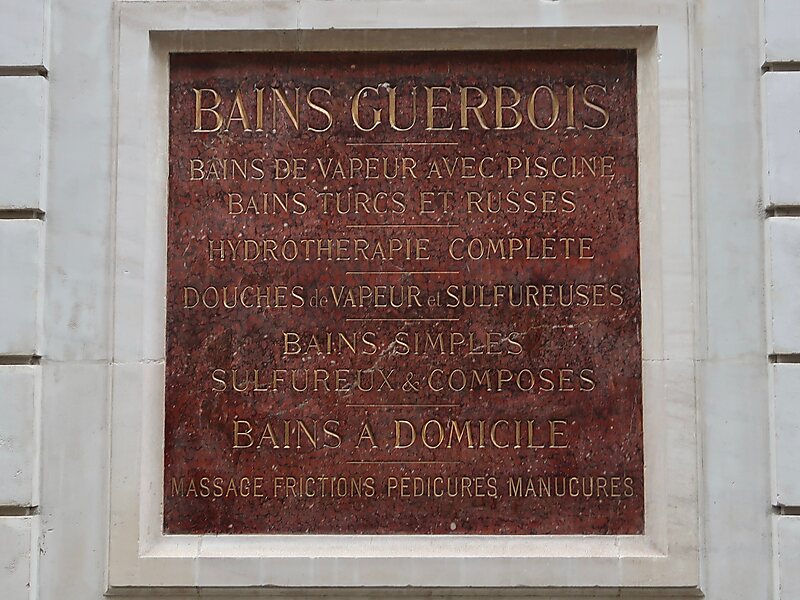 BAINS GUERBOIS
BAINS DE VAPEUR AVEC PISCINE
BAINS TURCS ET RUSSES
HYDROTHERAPIE COMPLETE
DOUCHES de VAPEUR et SULFUREUSES
BAINS SIMPLES
SULFUREUX & COMPOSES
BAINS A DOMICILE
MASSAGE FRICTIONS PEDICURES MANUCURES